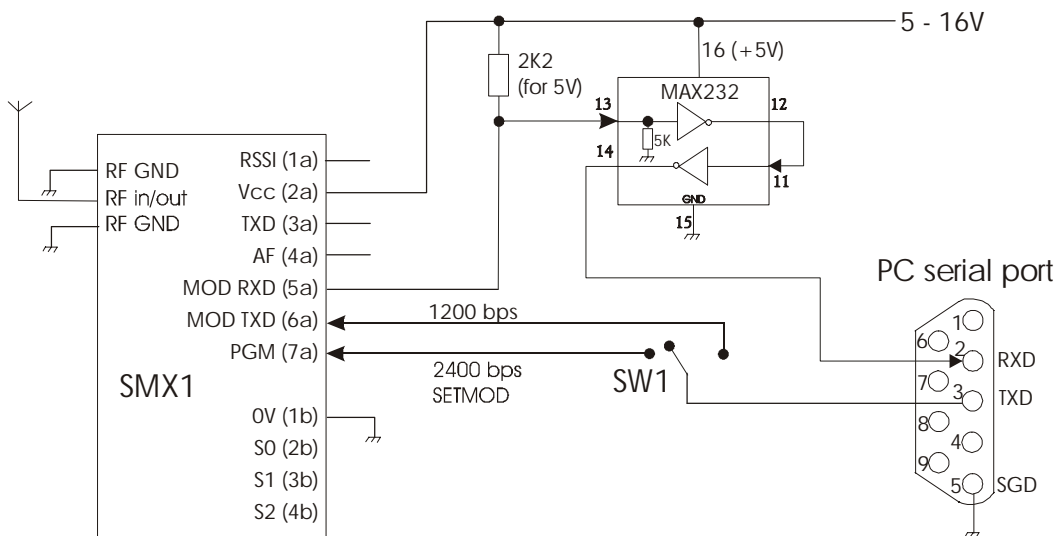 5 - 16V
16 (+5V)
2K2
(for 5V)
MAX232
13
12
5K
14
11
GND
15
RF GND
RF in/out
RF GND
RSSI (1a)
Vcc (2a)
TXD (3a)
AF (4a)
MOD RXD (5a)
MOD TXD (6a)
PGM (7a)
SMX1
0V (1b)
S0 (2b)
S1 (3b)
S2 (4b)
1200 bps
2400 bps
SETMOD
SW1
PC serial port
1
6
2
RXD
7
3
TXD
8
4
9
5
SGD